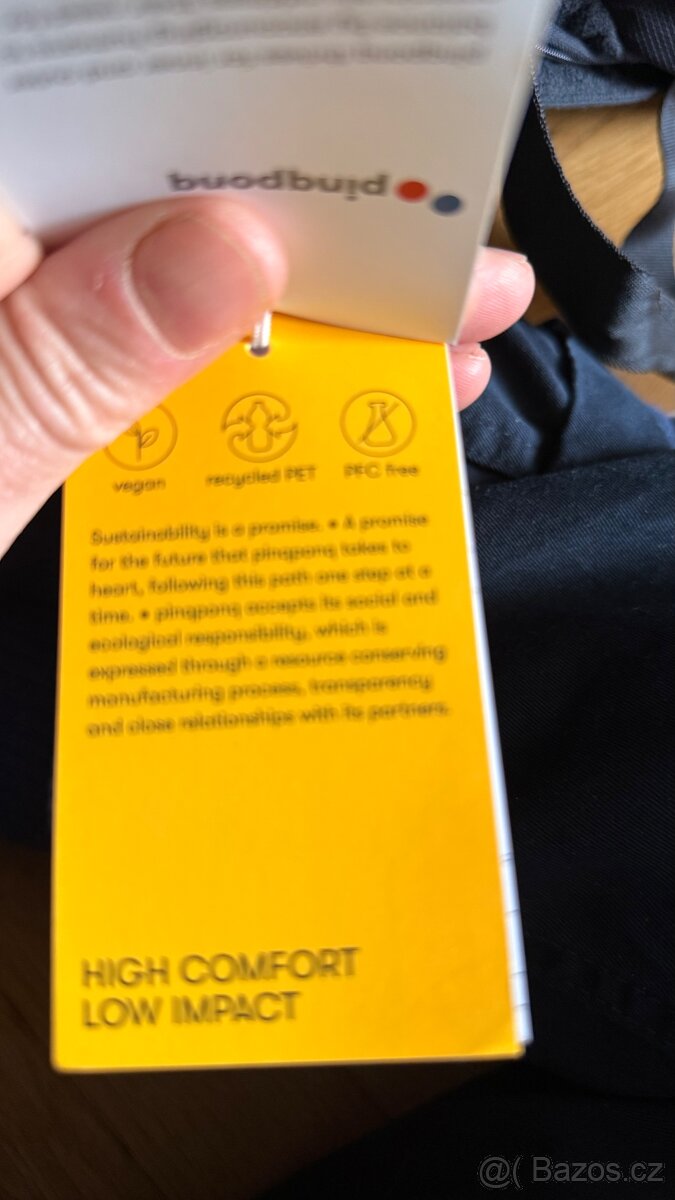 pingpong
vegan
recycled PET
PFC free
Sustainability is a promise. • A promise
for the future that pingpong takes to
heart, following this path one step at a
time. • pingpong accepts its social and
ecological responsibility, which is
expressed through a resource conserving
manufacturing process, transparency
and close relationships with its partners.
HIGH COMFORT
LOW IMPACT
@( Bazoš.cz